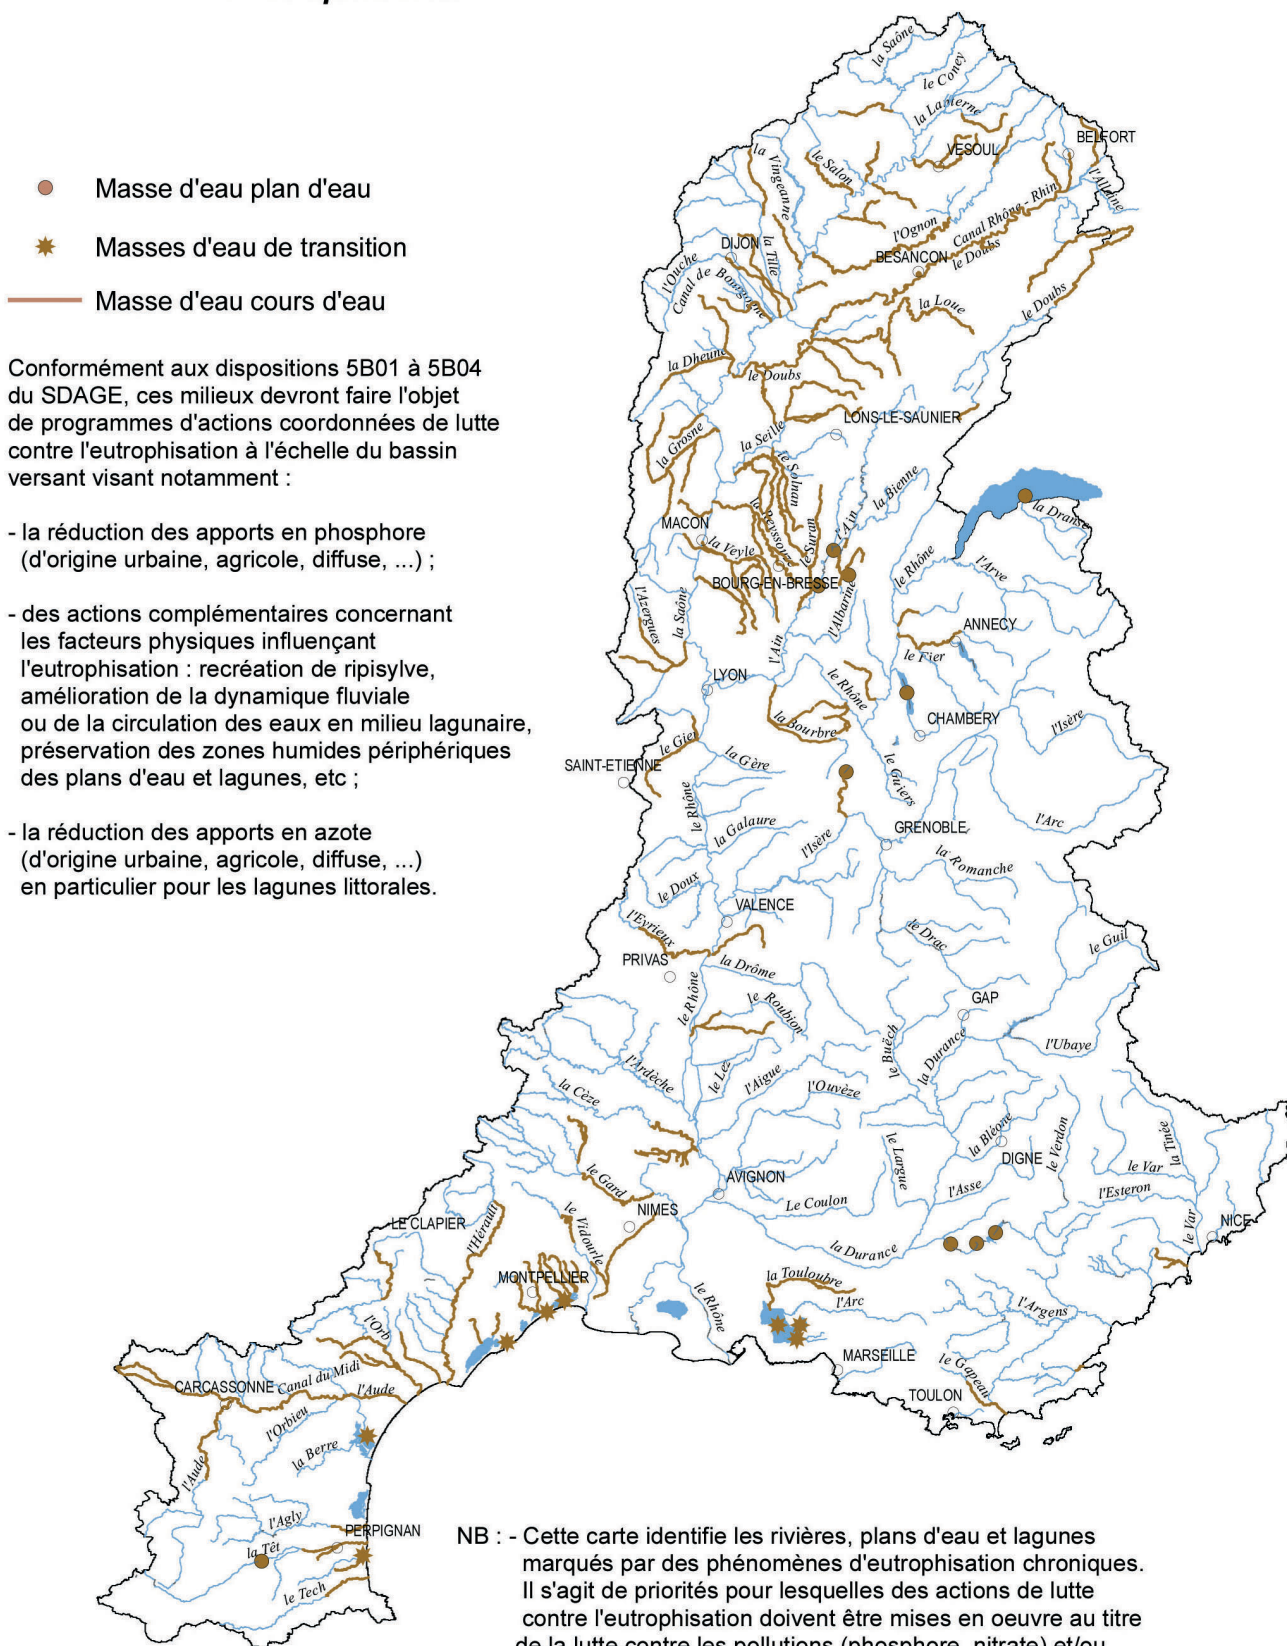 Masse d'eau plan d'eau
Masses d'eau de transition
Masse d'eau cours d'eau
Conformément aux dispositions 5B01 à 5B04
du SDAGE, ces milieux devront faire l'objet
de programmes d'actions coordonnées de lutte
contre l'eutrophisation à l'échelle du bassin
versant visant notamment :
- la réduction des apports en phosphore
(d'origine urbaine, agricole, diffuse, ...) ;
- des actions complémentaires concernant
les facteurs physiques influençant
l'eutrophisation : recréation de ripisylve,
amélioration de la dynamique fluviale
ou de la circulation des eaux en milieu lagunaire,
préservation des zones humides périphériques
des plans d'eau et lagunes, etc ;
- la réduction des apports en azote
(d'origine urbaine, agricole, diffuse, ...)
en particulier pour les lagunes littorales.
la Saône
le Coney
la Lanterne
BELFORT
VESOUL
la Vingeanne
le Salon
l'Allaine
l'Ognon
Canal Rhône - Rhin
DIJON
la Tille
BESANCON
le Doubs
l'Ouche
Canal de Bourgogne
la Loue
le Doubs
la Dheune
le Doubs
LONS-LE-SAUNIER
la Grosne
la Seille
le Solnan
la Bienne
la Reyssouze
l'Ain
la Dranse
MACON
la Veyle
le Suran
le Rhône
l'Arve
BOURG-EN-BRESSE
l'Azergues
la Saône
l'Albarine
ANNECY
l'Ain
le Fier
LYON
le Rhône
la Bourbre
CHAMBERY
l'Isère
le Gier
la Gère
SAINT-ETIENNE
le Guiers
le Rhône
la Galaure
l'Isère
GRENOBLE
l'Arc
la Romanche
le Doux
VALENCE
l'Eyrieux
le Drac
le Guil
PRIVAS
la Drôme
le Rhône
le Roubion
GAP
le Buëch
la Durance
l'Ubaye
l'Ardèche
le Lez
l'Aigue
l'Ouvèze
la Cèze
la Bléone
le Verdon
la Tinée
le Largue
DIGNE
le Var
le Gard
AVIGNON
Le Coulon
l'Asse
l'Esteron
LE CLAPIER
l'Hérault
le Vidourle
NIMES
le Var
NICE
la Durance
MONTPELLIER
la Touloubre
le Rhône
l'Arc
l'Argens
l'Orb
MARSEILLE
le Gapeau
CARCASSONNE
Canal du Midi
l'Aude
TOULON
l'Orbieu
la Berre
l'Aude
l'Agly
PERPIGNAN
la Têt
le Tech
NB : - Cette carte identifie les rivières, plans d'eau et lagunes
marqués par des phénomènes d'eutrophisation chroniques.
Il s'agit de priorités pour lesquelles des actions de lutte
contre l'eutrophisation doivent être mises en oeuvre au titre
de la lutte contre les pollutions (phosphore, nitrate) et/ou